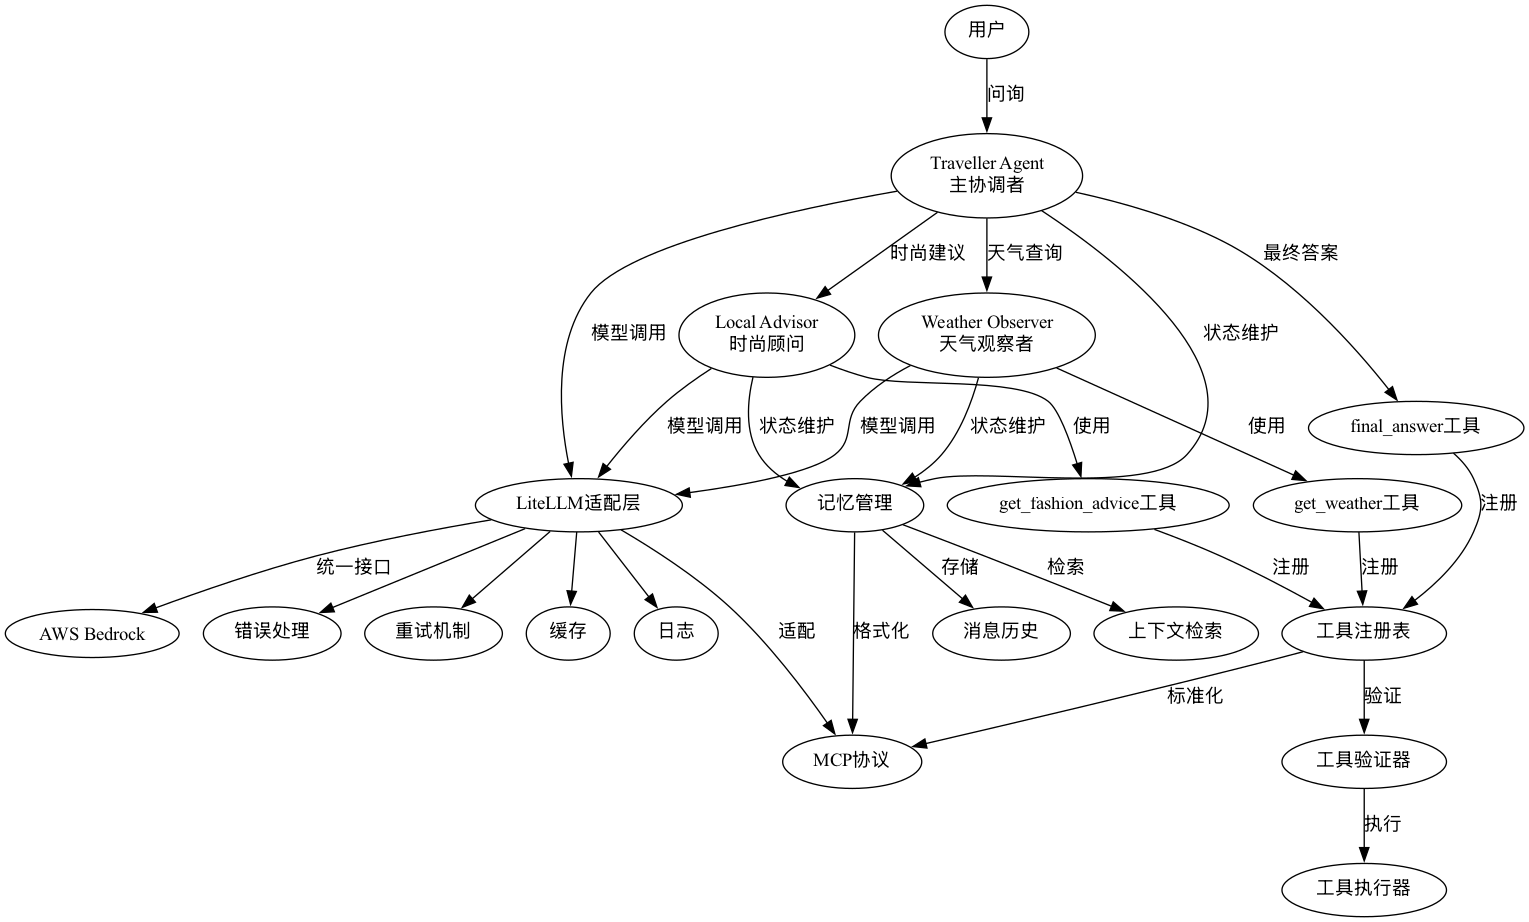 用户
问询
Traveller Agent
主协调者
时尚建议
天气查询
最终答案
模型调用
Local Advisor
时尚顾问
Weather Observer
天气观察者
状态维护
模型调用
状态维护
模型调用
状态维护
使用
使用
final_answer工具
LiteLLM适配层
记忆管理
get_fashion_advice工具
get_weather工具
注册
统一接口
存储
检索
注册
注册
AWS Bedrock
错误处理
重试机制
缓存
日志
适配
格式化
消息历史
上下文检索
工具注册表
标准化
验证
MCP协议
工具验证器
执行
工具执行器